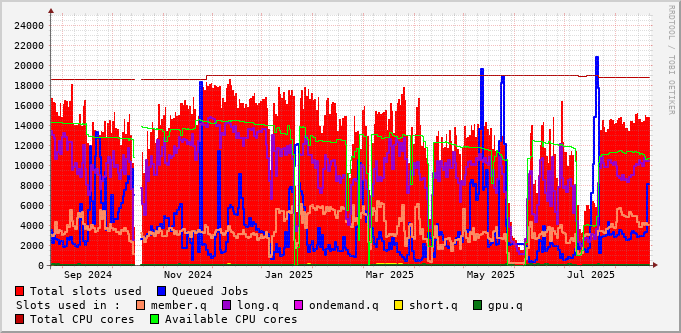 24000
22000
20000
18000
16000
14000
12000
10000
8000
6000
4000
2000
0
Sep 2024 Nov 2024 Jan 2025 Mar 2025 May 2025 Jul 2025
Total slots used Queued Jobs
Slots used in : member.q long.q ondemand.q short.q gpu.q
Total CPU cores Available CPU cores
RRDTOOL / TOBI OETIKER